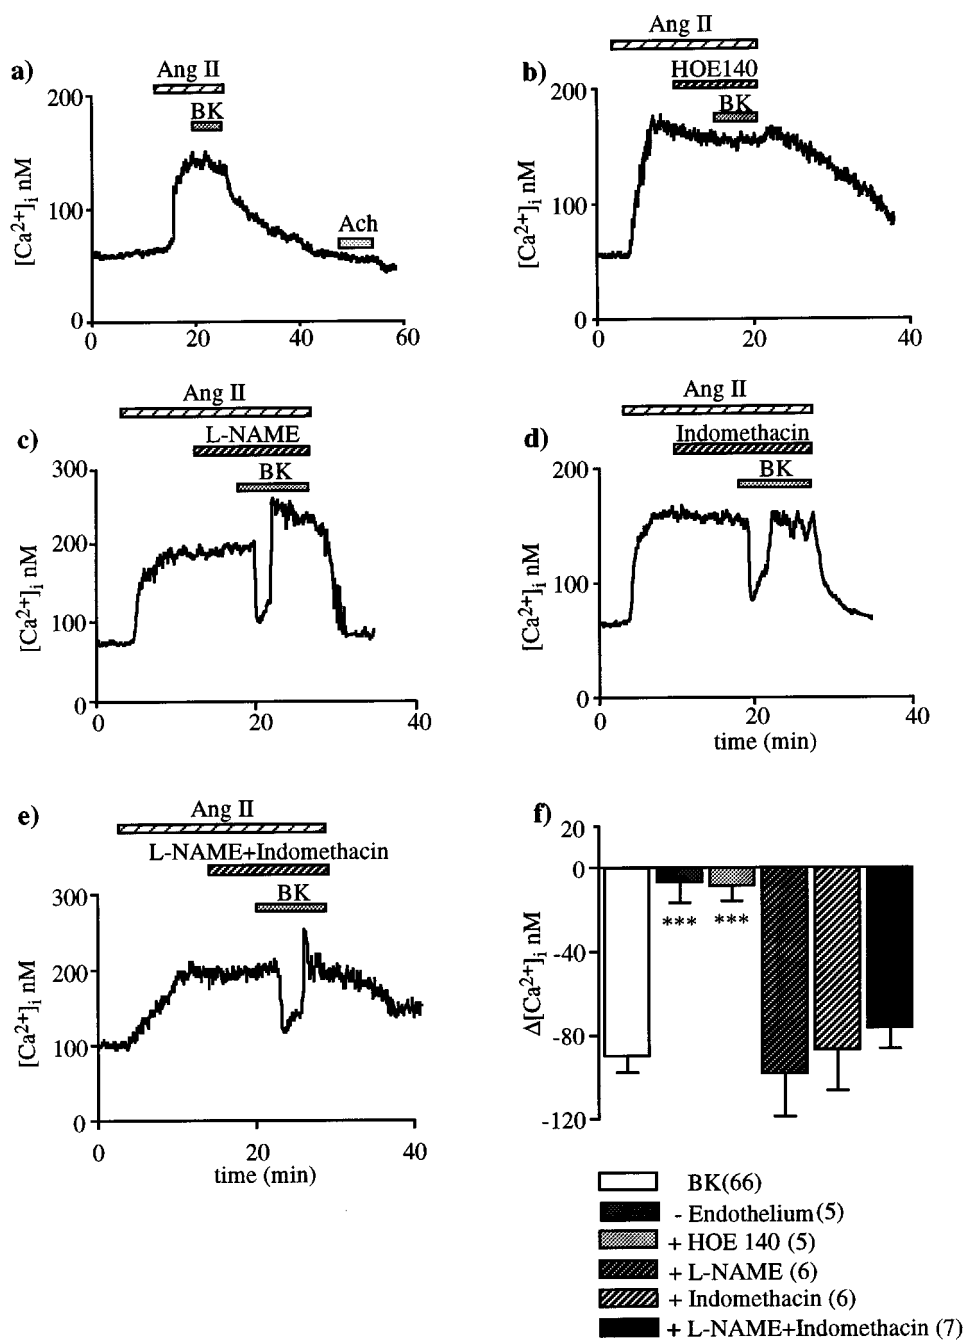 a)
Ang II
BK
Ach
200
100
0
[Ca2+]i nM
0
20
40
60
b)
Ang II
HOE140
BK
200
100
0
[Ca2+]i nM
0
20
40
c)
Ang II
L-NAME
BK
300
200
100
0
[Ca2+]i nM
0
20
40
d)
Ang II
Indomethacin
BK
200
100
0
[Ca2+]i nM
0
20
40
time (min)
e)
Ang II
L-NAME+Indomethacin
BK
300
200
100
0
[Ca2+]i nM
0
20
40
time (min)
f)
20
0
-40
-80
-120
Δ[Ca2+]i nM
***
***
BK(66)
- Endothelium (5)
+ HOE 140 (5)
+ L-NAME (6)
+ Indomethacin (6)
+ L-NAME+Indomethacin (7)